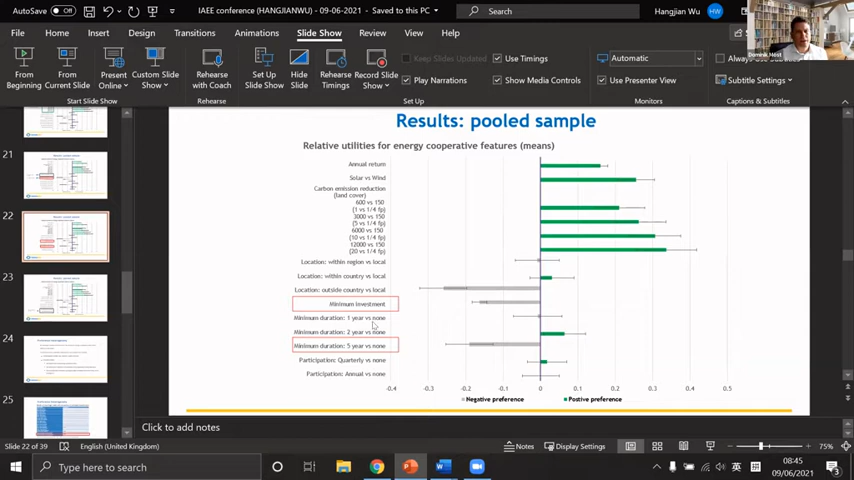 AutoSave Off
IAEE conference (HANGJIANWU) - 09-06-2021 - Saved to this PC
Search
Hangjian Wu HW
File Home Insert Draw Design Transitions Animations Slide Show Review View Help
Dominik Möst
From Beginning
From Current Slide
Present Online
Custom Slide Show
Set Up Slide Show
Hide Slide
Rehearse with Coach
Rehearse Timings
Record Slide Show
Keep Slides Updated
Play Narrations
Use Timings
Show Media Controls
Automatic
Use Presenter View
Subtitle Settings
Start Slide Show
Rehearse
Set Up
Monitors
Captions & Subtitles
21
22
23
24
25
Results: pooled sample
Relative utilities for energy cooperative features (means)
Annual return
Solar vs Wind
Carbon emission reduction
(land cover)
600 vs 150
(1 vs 1/4 fp)
3000 vs 150
(5 vs 1/4 fp)
6000 vs 150
(10 vs 1/4 fp)
12000 vs 150
(20 vs 1/4 fp)
Location: within region vs local
Location: within country vs local
Location: outside country vs local
Minimum investment
Minimum duration: 1 year vs none
Minimum duration: 2 year vs none
Minimum duration: 5 year vs none
Participation: Quarterly vs none
Participation: Annual vs none
-0.4 -0.3 -0.2 -0.1 0 0.1 0.2 0.3 0.4 0.5
Negative preference Postive preference
Click to add notes
Slide 22 of 39 English (United Kingdom) Notes Display Settings 75%
Type here to search
英
08:45
09/06/2021
3